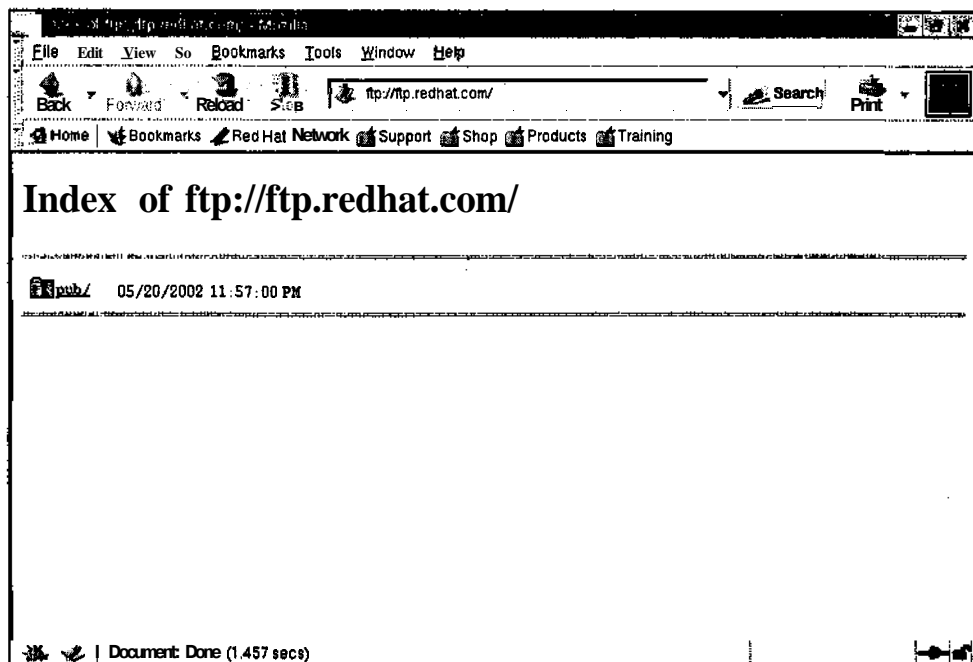 File Edit View So Bookmarks Tools Window Help
Back Forward Reload ftp://ftp.redhat.com/ Search Print
Home Bookmarks Red Hat Network Support Shop Products Training
Index of ftp://ftp.redhat.com/
pub/ 05/20/2002 11:57:00 PM
Document: Done (1.457 secs)